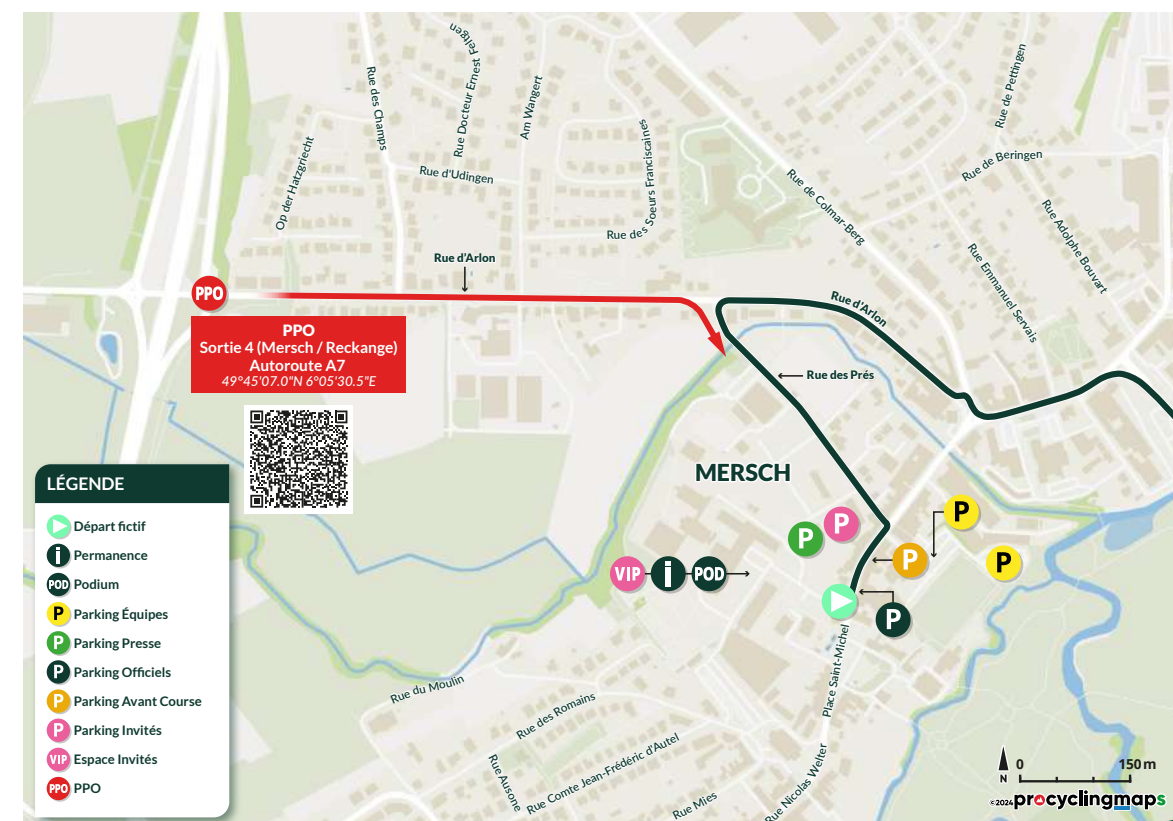 Rue des Champs
Rue Docteur Ernest Feltgen
Am Wangert
Rue de Pettingen
Op der Hatzgriecht
Rue d'Udingen
Rue des Soeurs Franciscaines
Rue de Colmar-Berg
Rue de Beringen
Rue Adolphe Bouvart
Rue Emmanuel Servais
Rue d'Arlon
Rue d'Arlon
PPO
PPO
Sortie 4 (Mersch / Reckange)
Autoroute A7
49°45'07.0"N 6°05'30.5"E
Rue des Prés
MERSCH
P
P
P
P
P
VIP
i
POD
P
LÉGENDE
Départ fictif
i Permanence
POD Podium
P Parking Équipes
P Parking Presse
P Parking Officiels
P Parking Avant Course
P Parking Invités
VIP Espace Invités
PPO PPO
Place Saint-Michel
Rue du Moulin
Rue des Romains
Rue Comte Jean-Frédéric d'Autel
Rue Ausone
Rue Mies
Rue Nicolas Welter
N
0 150 m
©2024 procyclingmaps